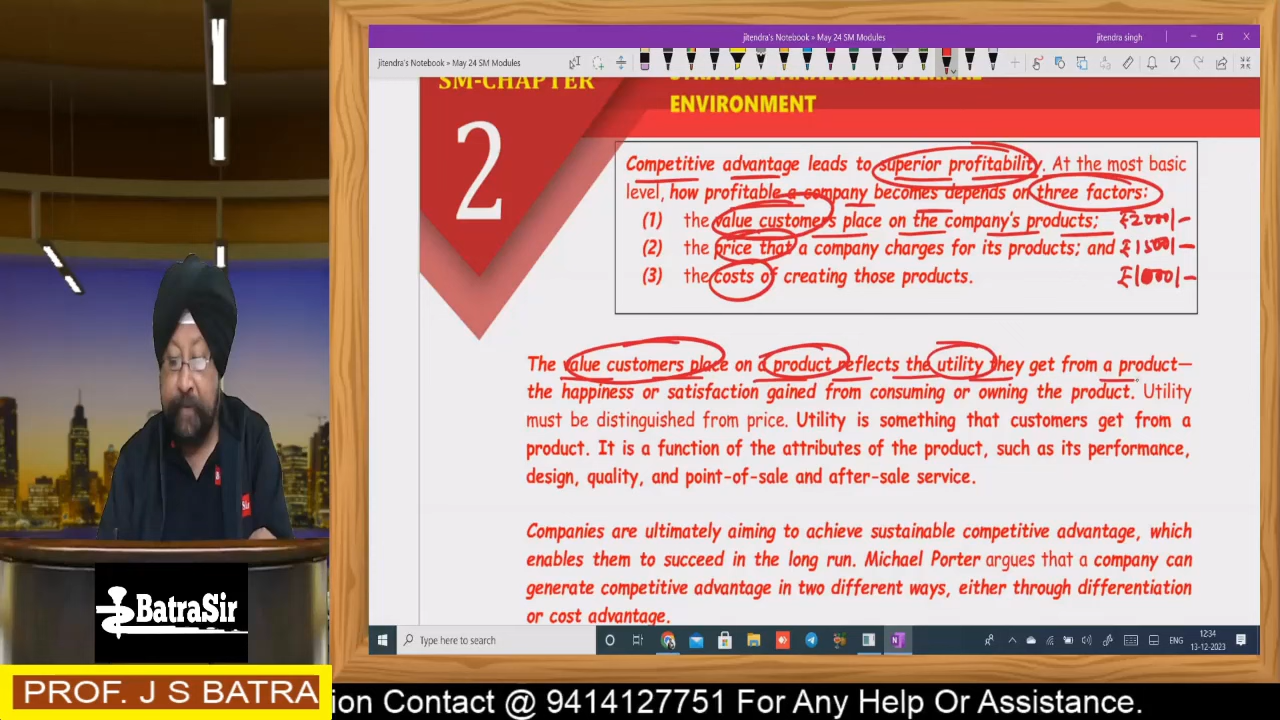 jitendra's Notebook » May 24 SM Modules
jitendra singh
jitendra's Notebook » May 24 SM Modules
SM-CHAPTER
2
ENVIRONMENT
Competitive advantage leads to superior profitability. At the most basic
level, how profitable a company becomes depends on three factors:
(1) the value customers place on the company's products; ₹2000/-
(2) the price that a company charges for its products; and ₹1500/-
(3) the costs of creating those products. ₹1000/-
The value customers place on a product reflects the utility they get from a product—
the happiness or satisfaction gained from consuming or owning the product. Utility
must be distinguished from price. Utility is something that customers get from a
product. It is a function of the attributes of the product, such as its performance,
design, quality, and point-of-sale and after-sale service.
Companies are ultimately aiming to achieve sustainable competitive advantage, which
enables them to succeed in the long run. Michael Porter argues that a company can
generate competitive advantage in two different ways, either through differentiation
or cost advantage.
BatraSir
Type here to search
ENG
12:34
13-12-2023
PROF. J S BATRA
ion Contact @ 9414127751 For Any Help Or Assistance.